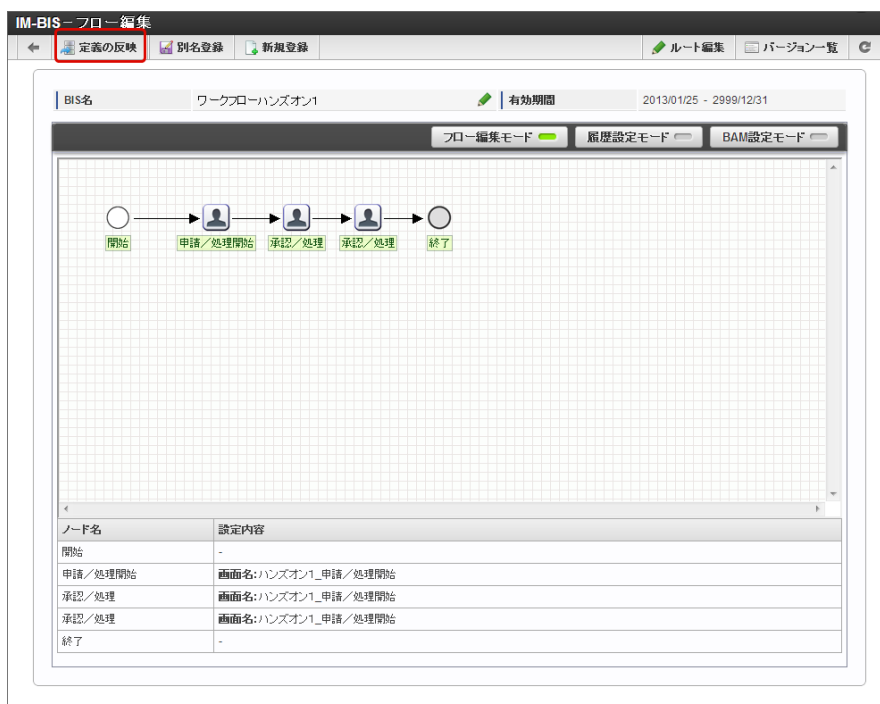 IM-BIS－フロー編集
定義の反映 別名登録 新規登録 ルート編集 バージョン一覧
BIS名 ワークフローハンズオン1 有効期間 2013/01/25 - 2999/12/31
フロー編集モード 履歴設定モード BAM設定モード
開始 申請／処理開始 承認／処理 承認／処理 終了
ノード名 設定内容
開始 -
申請／処理開始 画面名:ハンズオン1_申請／処理開始
承認／処理 画面名:ハンズオン1_申請／処理開始
承認／処理 画面名:ハンズオン1_申請／処理開始
終了 -